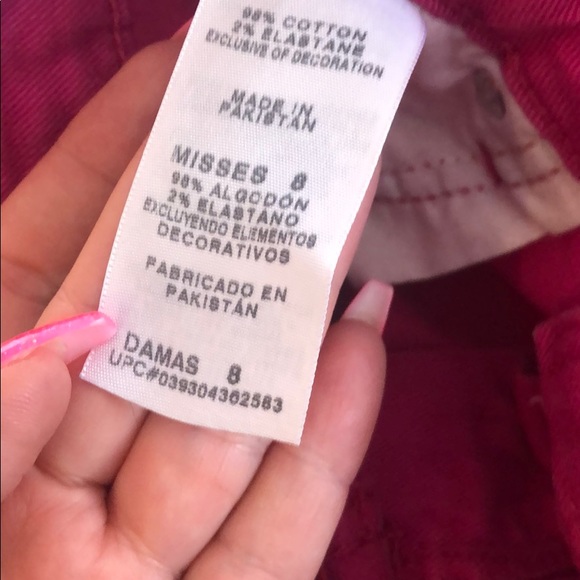 98% COTTON
2% ELASTANE
EXCLUSIVE OF DECORATION
MADE IN
PAKISTAN
MISSES 8
98% ALGODÓN
2% ELASTANO
EXCLUYENDO ELEMENTOS
DECORATIVOS
FABRICADO EN
PAKISTÁN
DAMAS 8
UPC#039304362583